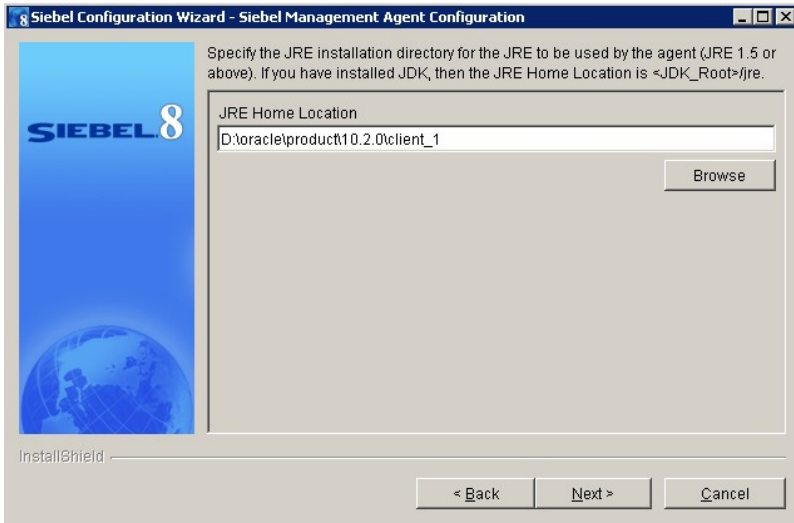 Siebel Configuration Wizard - Siebel Management Agent Configuration
Specify the JRE installation directory for the JRE to be used by the agent (JRE 1.5 or
above). If you have installed JDK, then the JRE Home Location is <JDK_Root>/jre.
SIEBEL.8
JRE Home Location
D:\oracle\product\10.2.0\client_1
Browse
InstallShield
< Back
Next >
Cancel